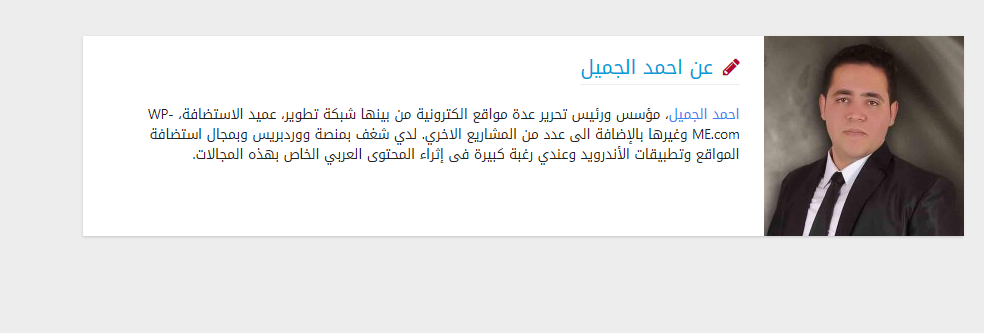 عن احمد الجميل
احمد الجميل، مؤسس ورئيس تحرير عدة مواقع الكترونية من بينها شبكة تطوير، عميد الاستضافة، WP-
ME.com وغيرها بالإضافة الى عدد من المشاريع الاخري. لدي شغف بمنصة ووردبريس وبمجال استضافة
المواقع وتطبيقات الأندرويد وعندي رغبة كبيرة فى إثراء المحتوى العربي الخاص بهذه المجالات.